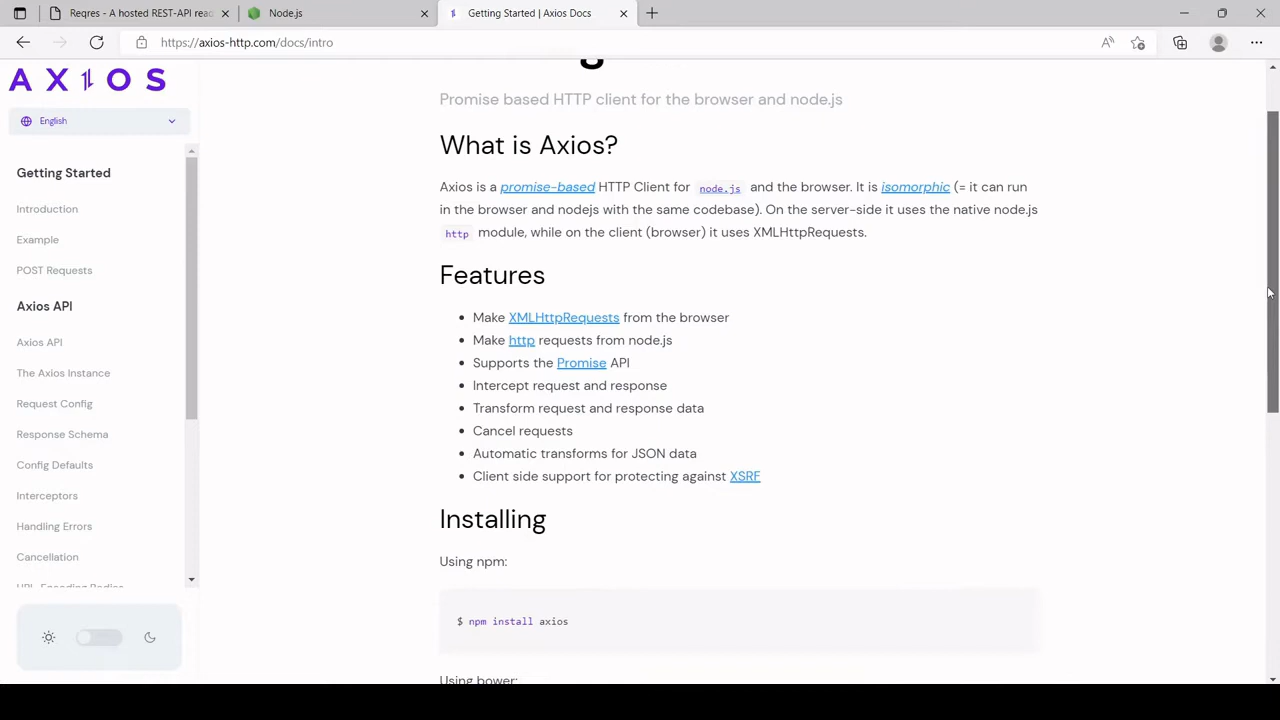 Reqres - A hosted REST-API read
Node.js
Getting Started | Axios Docs
https://axios-http.com/docs/intro
AXIOS
English
Getting Started
Introduction
Example
POST Requests
Axios API
Axios API
The Axios Instance
Request Config
Response Schema
Config Defaults
Interceptors
Handling Errors
Cancellation
URL-Encoding Bodies
Promise based HTTP client for the browser and node.js
What is Axios?
Axios is a promise-based HTTP Client for node.js and the browser. It is isomorphic (= it can run
in the browser and nodejs with the same codebase). On the server-side it uses the native node.js
http module, while on the client (browser) it uses XMLHttpRequests.
Features
• Make XMLHttpRequests from the browser
• Make http requests from node.js
• Supports the Promise API
• Intercept request and response
• Transform request and response data
• Cancel requests
• Automatic transforms for JSON data
• Client side support for protecting against XSRF
Installing
Using npm:
$ npm install axios
Using bower: